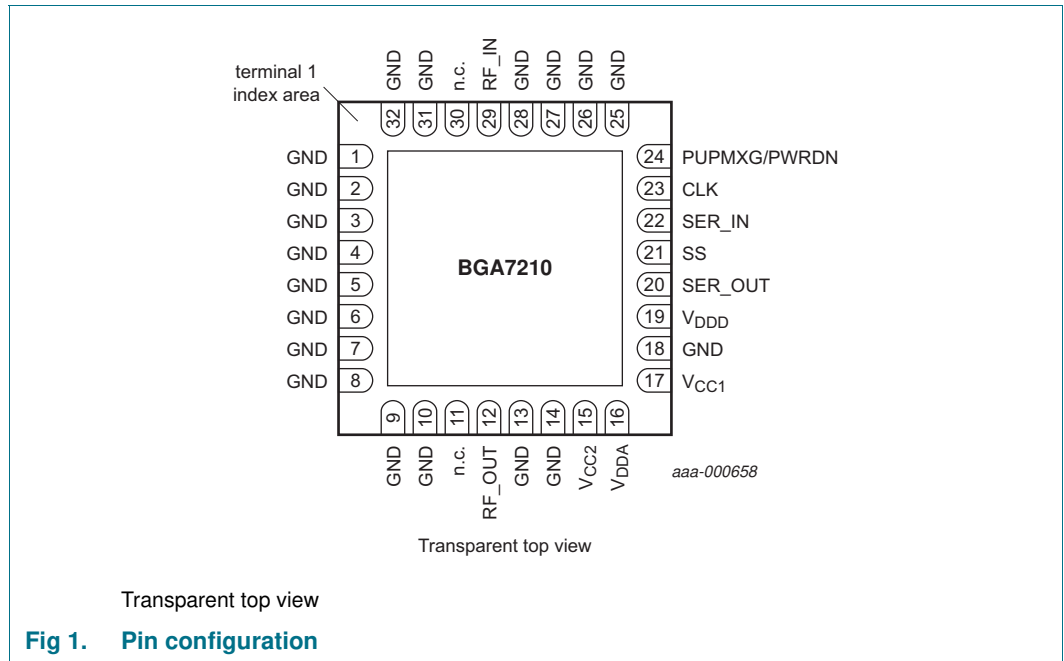 terminal 1
index area
GND GND n.c. RF_IN GND GND GND GND
32 31 30 29 28 27 26 25
GND 1 24 PUPMXG/PWRDN
GND 2 23 CLK
GND 3 22 SER_IN
GND 4 21 SS
GND 5 20 SER_OUT
GND 6 19 VDDD
GND 7 18 GND
GND 8 17 VCC1
BGA7210
9 10 11 12 13 14 15 16
GND GND n.c. RF_OUT GND GND VCC2 VDDA
aaa-000658
Transparent top view
Transparent top view
Fig 1. Pin configuration